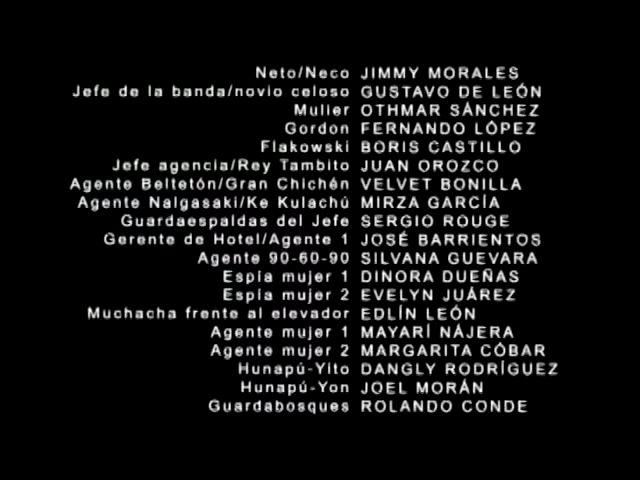 Neto/Neco JIMMY MORALES
Jefe de la banda/novio celoso GUSTAVO DE LEÓN
Muller OTHMAR SÁNCHEZ
Gordon FERNANDO LÓPEZ
Flakowski BORIS CASTILLO
Jefe agencia/Rey Tambito JUAN OROZCO
Agente Beltetón/Gran Chichén VELVET BONILLA
Agente Nalgasaki/Ke Kulachú MIRZA GARCÍA
Guardaespaldas del Jefe SERGIO ROUGE
Gerente de Hotel/Agente 1 JOSÉ BARRIENTOS
Agente 90-60-90 SILVANA GUEVARA
Espía mujer 1 DINORA DUEÑAS
Espía mujer 2 EVELYN JUÁREZ
Muchacha frente al elevador EDLÍN LEÓN
Agente mujer 1 MAYARÍ NÁJERA
Agente mujer 2 MARGARITA CÓBAR
Hunapú-Yito DANGLY RODRÍGUEZ
Hunapú-Yon JOEL MORÁN
Guardabosques ROLANDO CONDE